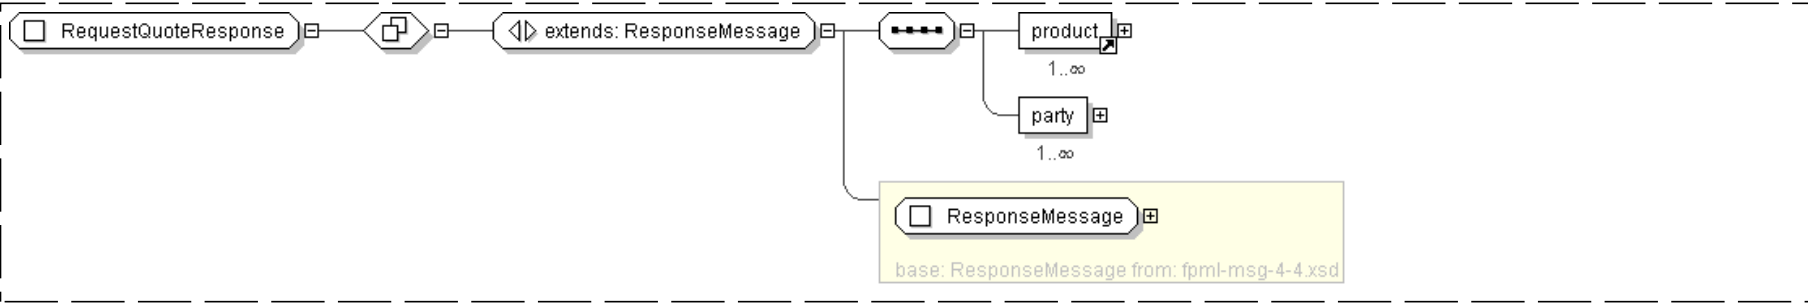 RequestQuoteResponse
extends: ResponseMessage
product
1..∞
party
1..∞
ResponseMessage
base: ResponseMessage from: fpml-msg-4-4.xsd